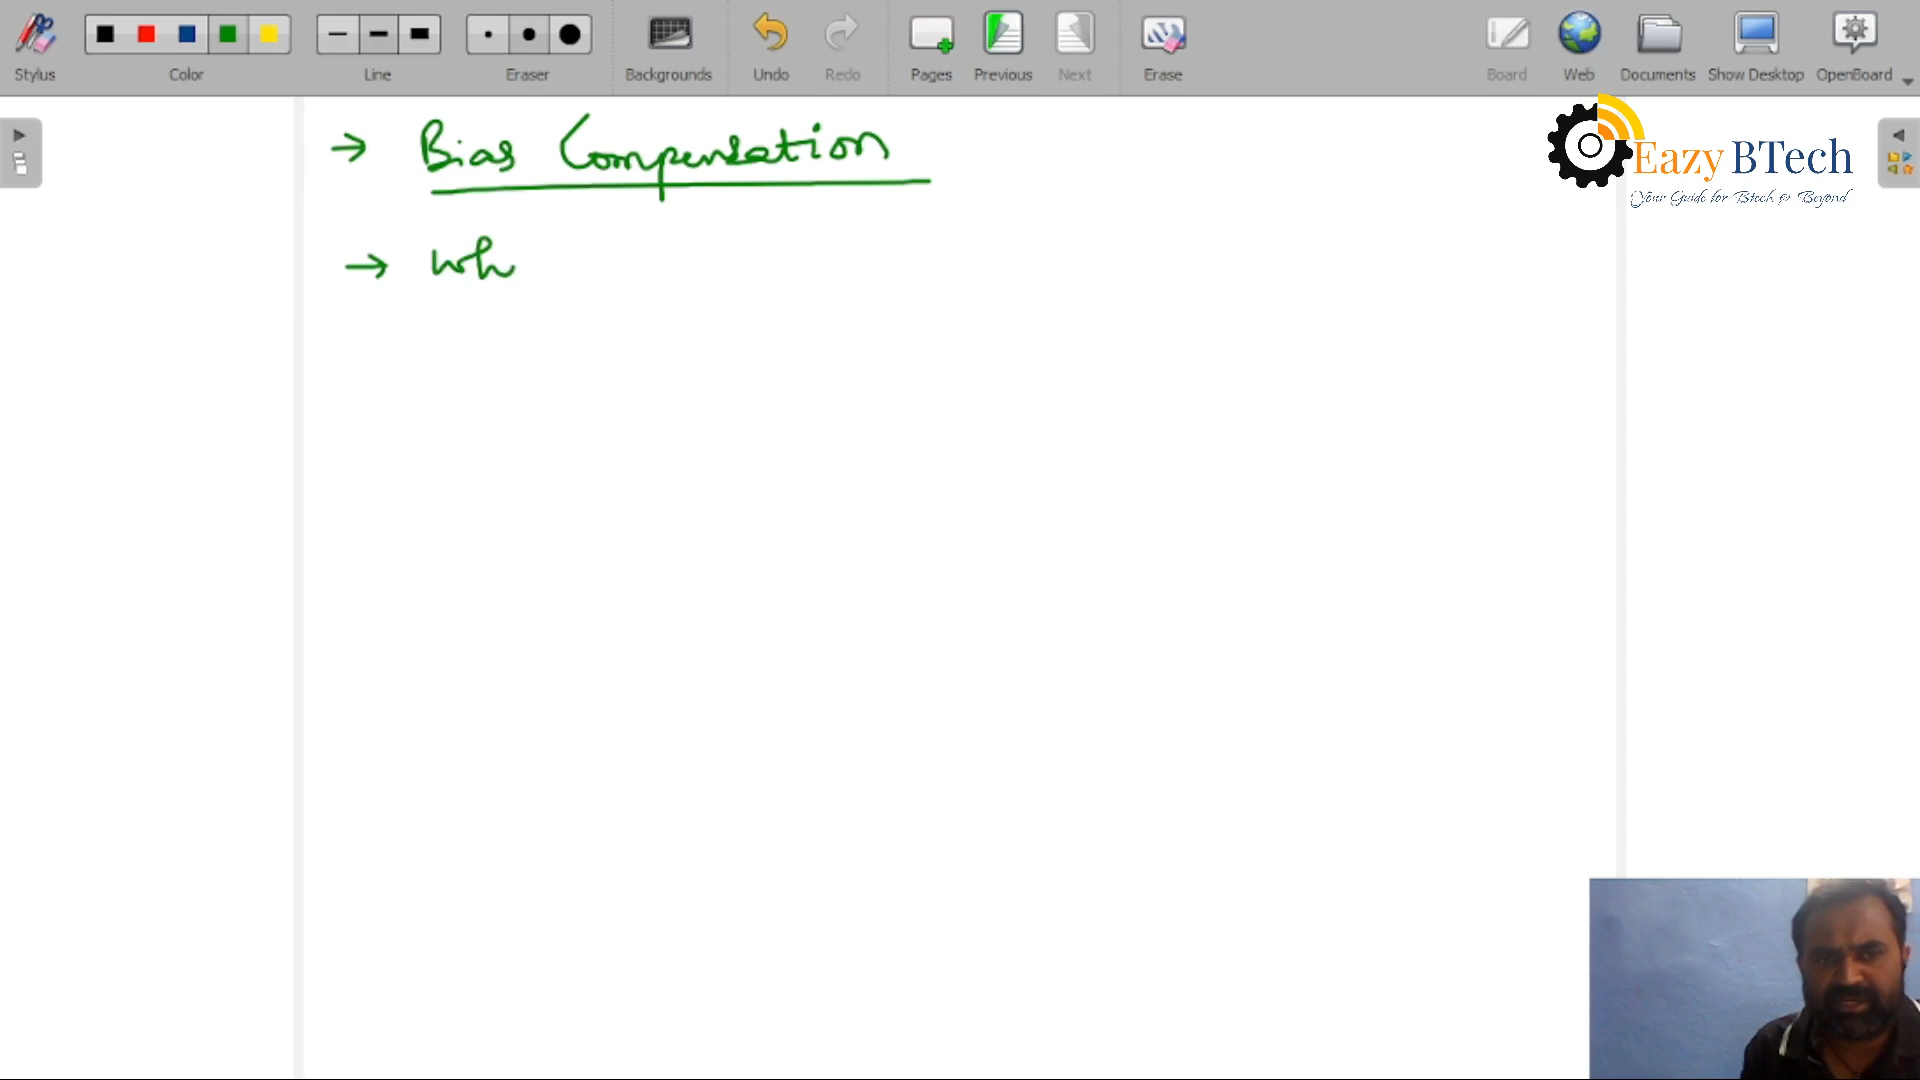 Stylus
Color
Line
Eraser
Backgrounds
Undo
Redo
Pages
Previous
Next
Erase
Board
Web
Documents
Show Desktop
OpenBoard
→ Bias Compensation
Eazy BTech
Your Guide for Btech & Beyond
→ wh